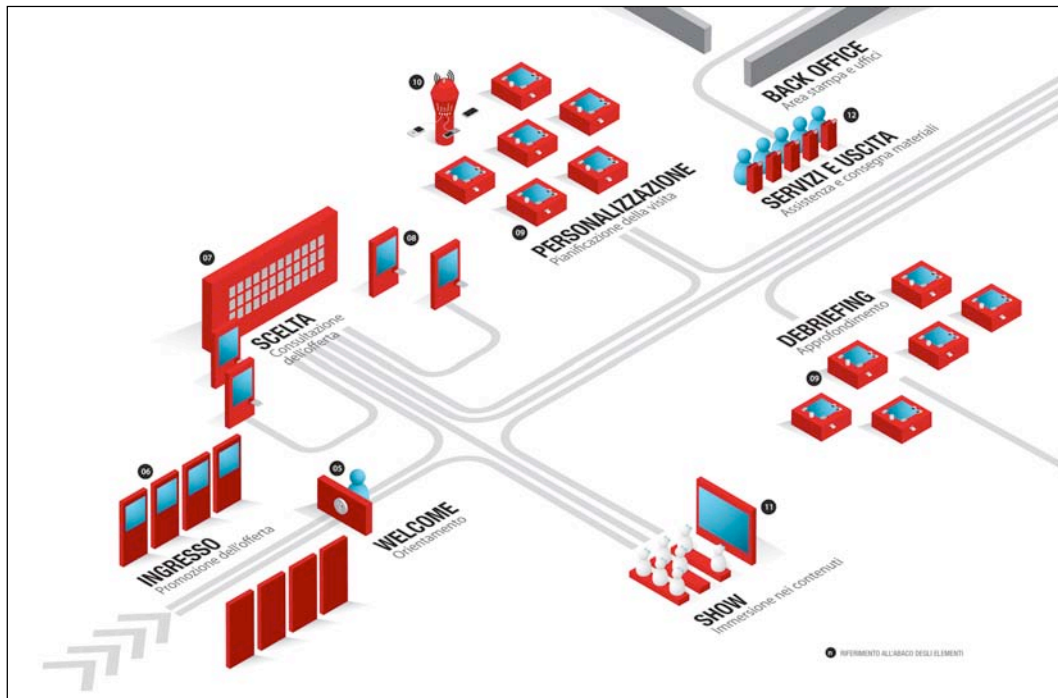 BACK OFFICE
Area stampa e uffici
10
12
SERVIZI E USCITA
Assistenza e consegna materiali
09
PERSONALIZZAZIONE
Pianificazione della visita
08
07
SCELTA
Consultazione
dell'offerta
DEBRIEFING
Approfondimento
09
06
05
INGRESSO
Promozione dell'offerta
WELCOME
Orientamento
11
SHOW
Immersione nei contenuti
n RIFERIMENTO ALL'ABACO DEGLI ELEMENTI